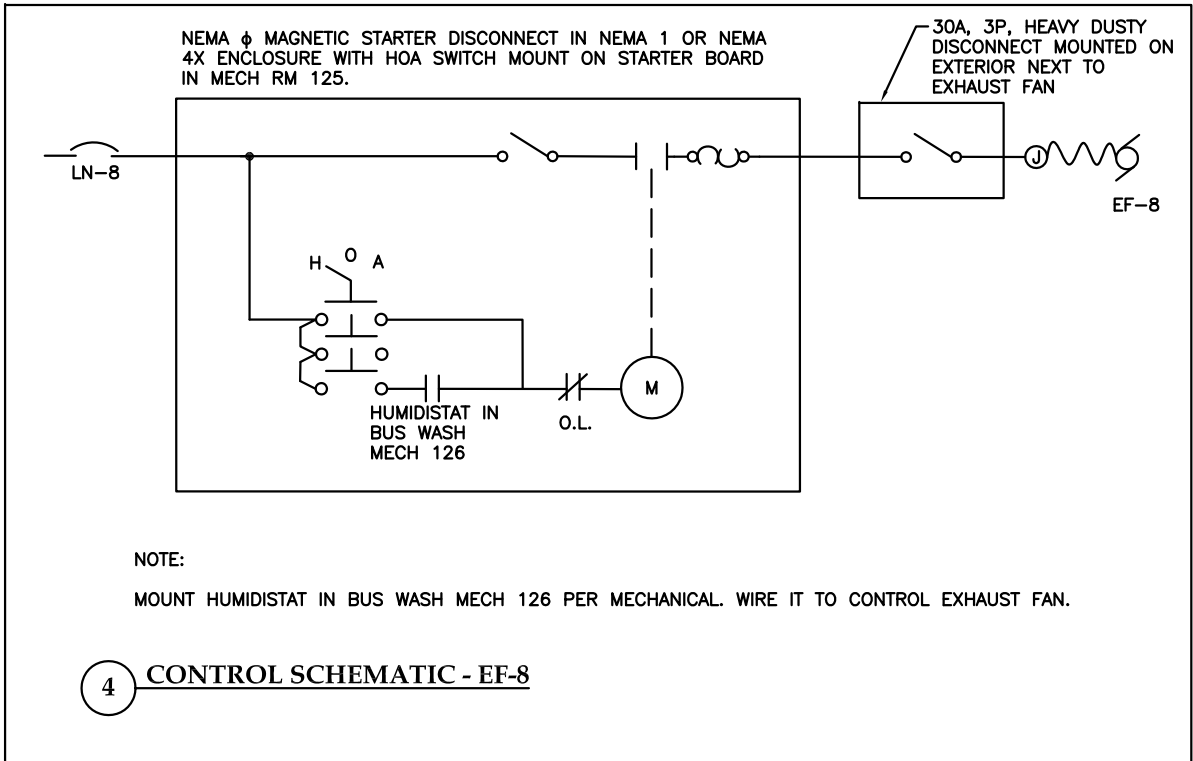 NEMA ϕ MAGNETIC STARTER DISCONNECT IN NEMA 1 OR NEMA
4X ENCLOSURE WITH HOA SWITCH MOUNT ON STARTER BOARD
IN MECH RM 125.
30A, 3P, HEAVY DUSTY
DISCONNECT MOUNTED ON
EXTERIOR NEXT TO
EXHAUST FAN
LN-8
J
EF-8
H O A
M
HUMIDISTAT IN
BUS WASH
MECH 126
O.L.
NOTE:
MOUNT HUMIDISTAT IN BUS WASH MECH 126 PER MECHANICAL. WIRE IT TO CONTROL EXHAUST FAN.
4 CONTROL SCHEMATIC - EF-8